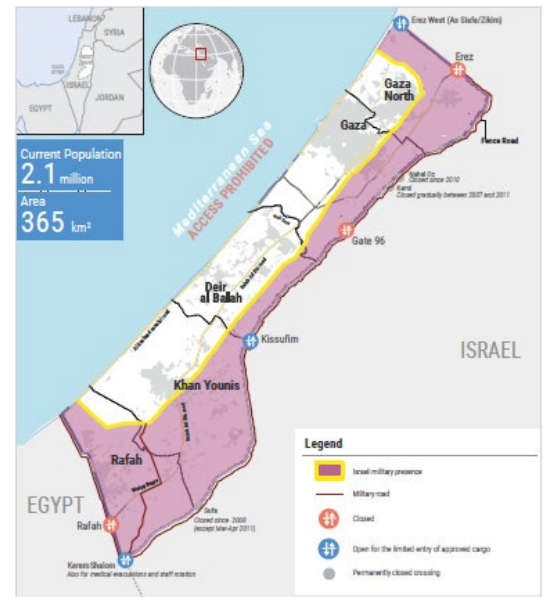 LEBANON
SYRIA
ISRAEL
JORDAN
EGYPT
Current Population
2.1 million
Area
365 km²
Mediterranean Sea
ACCESS PROHIBITED
Erez West (As Siafa/Zikim)
Erez
Gaza
North
Gaza
Fence Road
Nahal Oz
Closed since 2010
Karni
Closed gradually between 2007 and 2011
Gate 96
Deir
al Balah
Kissufim
ISRAEL
Khan Younis
Rafah
EGYPT
Rafah
Sufa
Closed since 2008
(except Mar-Apr 2011)
Kerem Shalom
Also for medical evacuations and staff rotation
Legend
Israeli military presence
Military road
Closed
Open for the limited entry of approved cargo
Permanently closed crossing